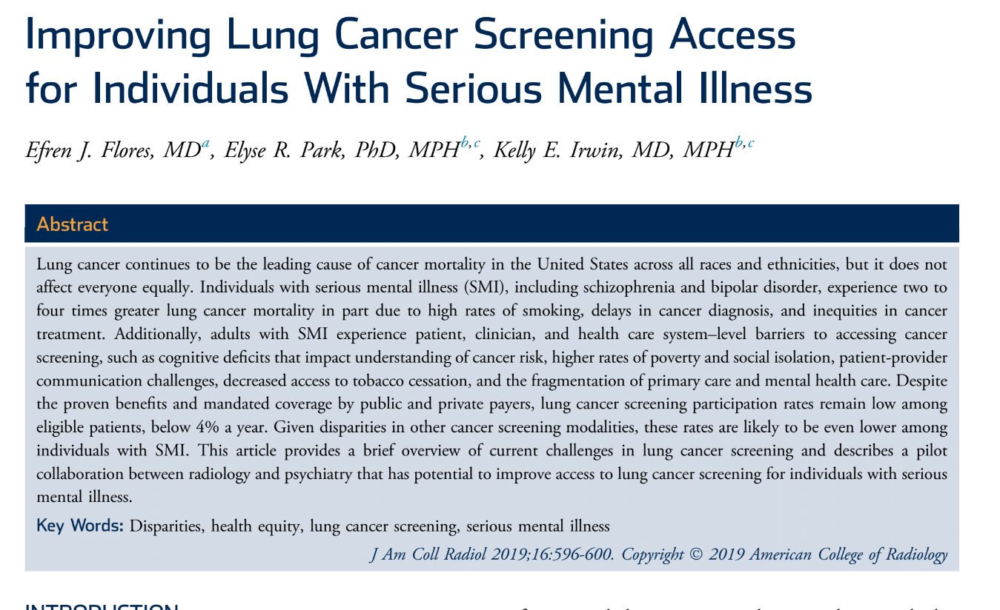 Improving Lung Cancer Screening Access
for Individuals With Serious Mental Illness
Efren J. Flores, MDa, Elyse R. Park, PhD, MPHb,c, Kelly E. Irwin, MD, MPHb,c
Abstract
Lung cancer continues to be the leading cause of cancer mortality in the United States across all races and ethnicities, but it does not
affect everyone equally. Individuals with serious mental illness (SMI), including schizophrenia and bipolar disorder, experience two to
four times greater lung cancer mortality in part due to high rates of smoking, delays in cancer diagnosis, and inequities in cancer
treatment. Additionally, adults with SMI experience patient, clinician, and health care system–level barriers to accessing cancer
screening, such as cognitive deficits that impact understanding of cancer risk, higher rates of poverty and social isolation, patient-provider
communication challenges, decreased access to tobacco cessation, and the fragmentation of primary care and mental health care. Despite
the proven benefits and mandated coverage by public and private payers, lung cancer screening participation rates remain low among
eligible patients, below 4% a year. Given disparities in other cancer screening modalities, these rates are likely to be even lower among
individuals with SMI. This article provides a brief overview of current challenges in lung cancer screening and describes a pilot
collaboration between radiology and psychiatry that has potential to improve access to lung cancer screening for individuals with serious
mental illness.
Key Words: Disparities, health equity, lung cancer screening, serious mental illness
J Am Coll Radiol 2019;16:596-600. Copyright © 2019 American College of Radiology
INTRODUCTION